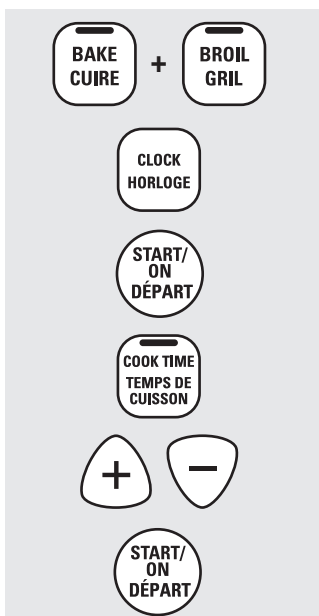 BAKE
CUIRE
+
BROIL
GRIL
CLOCK
HORLOGE
START/
ON
DÉPART
COOK TIME
TEMPS DE
CUISSON
+ −
START/
ON
DÉPART